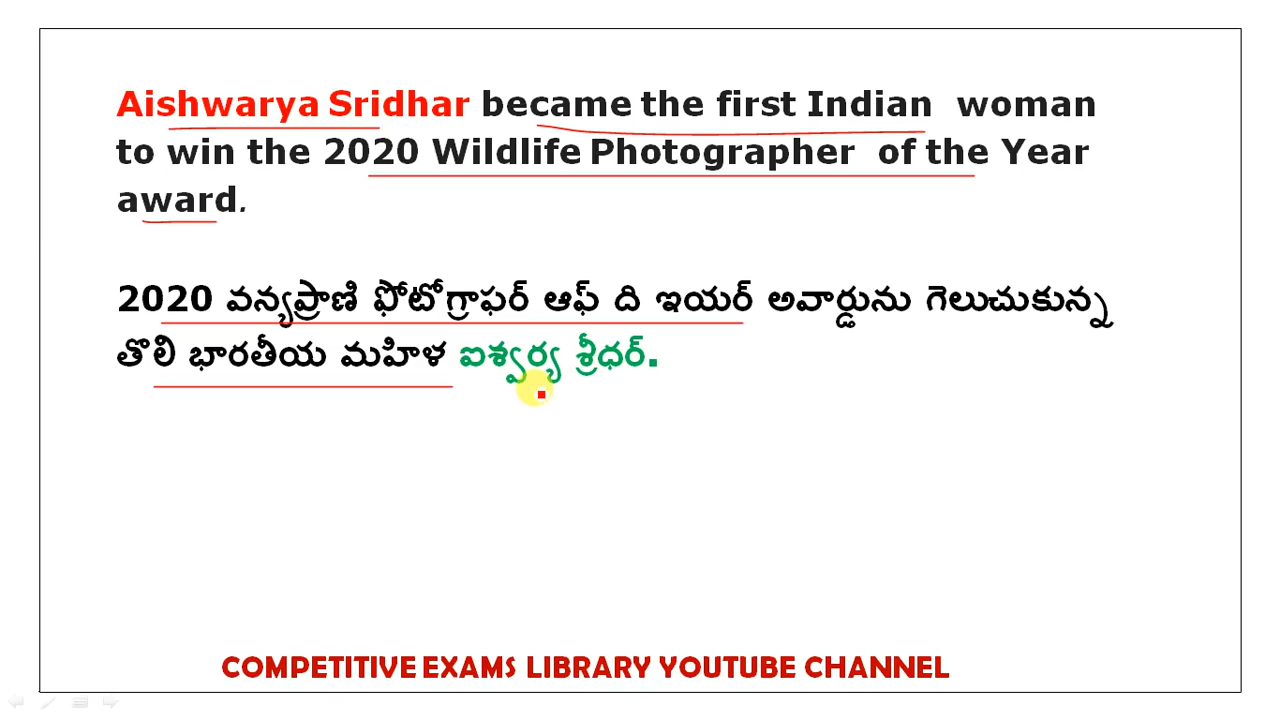 Aishwarya Sridhar became the first Indian woman
to win the 2020 Wildlife Photographer of the Year
award.
2020 వన్యప్రాణి ఫోటోగ్రాఫర్ ఆఫ్ ది ఇయర్ అవార్డును గెలుచుకున్న
తొలి భారతీయ మహిళ ఐశ్వర్య శ్రీధర్.
COMPETITIVE EXAMS LIBRARY YOUTUBE CHANNEL